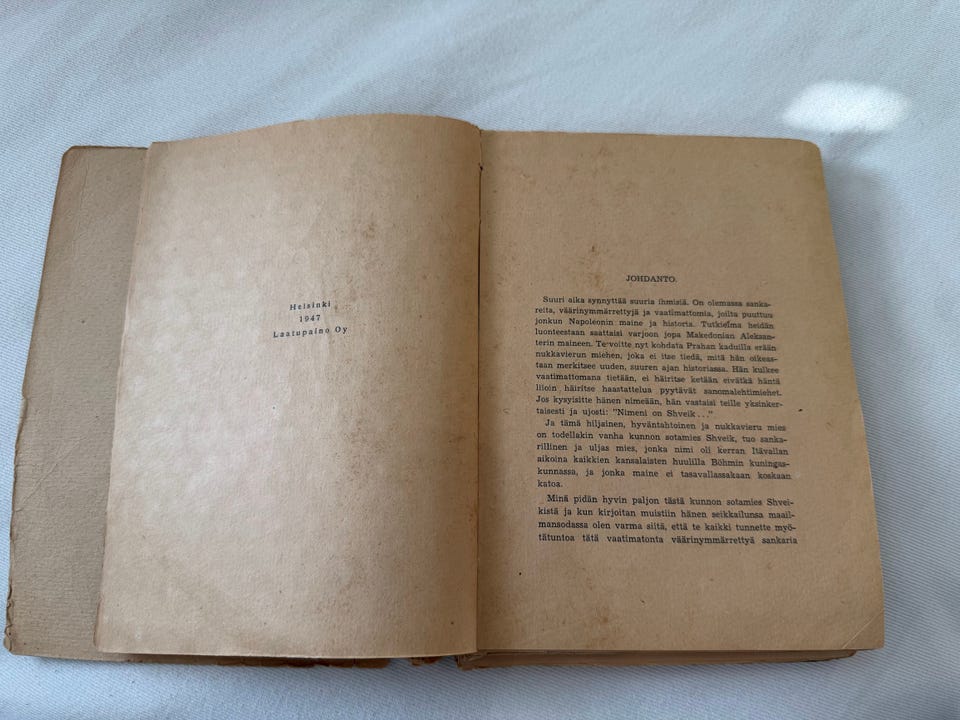 Helsinki
1947
Laatupaino Oy
JOHDANTO.
Suuri aika synnyttää suuria ihmisiä. On olemassa sanka-
reita, väärinymmärrettyjä ja vaatimattomia, joilta puuttuu
jonkun Napoleonin maine ja historia. Tutkielma heidän
luonteestaan saattaisi varjoon jopa Makedonian Aleksan-
terin maineen. Te voitte nyt kohdata Prahan kaduilla erään
nukkavierun miehen, joka ei itse tiedä, mitä hän oikeas-
taan merkitsee uuden, suuren ajan historiassa. Hän kulkee
vaatimattomana tietään, ei häiritse ketään eivätkä häntä
liioin häiritse haastattelua pyytävät sanomalehtimiehet.
Jos kysyisitte hänen nimeään, hän vastaisi teille yksinker-
taisesti ja ujosti: "Nimeni on Shveik..."
Ja tämä hiljainen, hyväntahtoinen ja nukkavieru mies
on todellakin vanha kunnon sotamies Shveik, tuo sanka-
rillinen ja uljas mies, jonka nimi oli kerran Itävallan
aikoina kaikkien kansalaisten huulilla Böhmin kuningas-
kunnassa, ja jonka maine ei tasavallassakaan koskaan
katoa.
Minä pidän hyvin paljon tästä kunnon sotamies Shvei-
kistä ja kun kirjoitan muistiin hänen seikkailunsa maail-
mansodassa olen varma siitä, että te kaikki tunnette myö-
tätuntoa tätä vaatimatonta väärinymmärrettyä sankaria